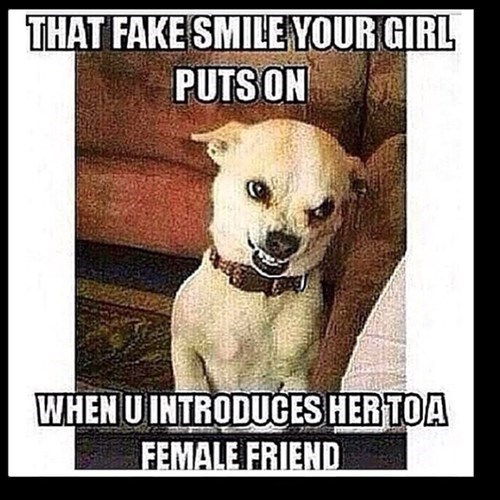 THAT FAKE SMILE YOUR GIRL
PUTS ON
WHEN U INTRODUCES HER TO A
FEMALE FRIEND